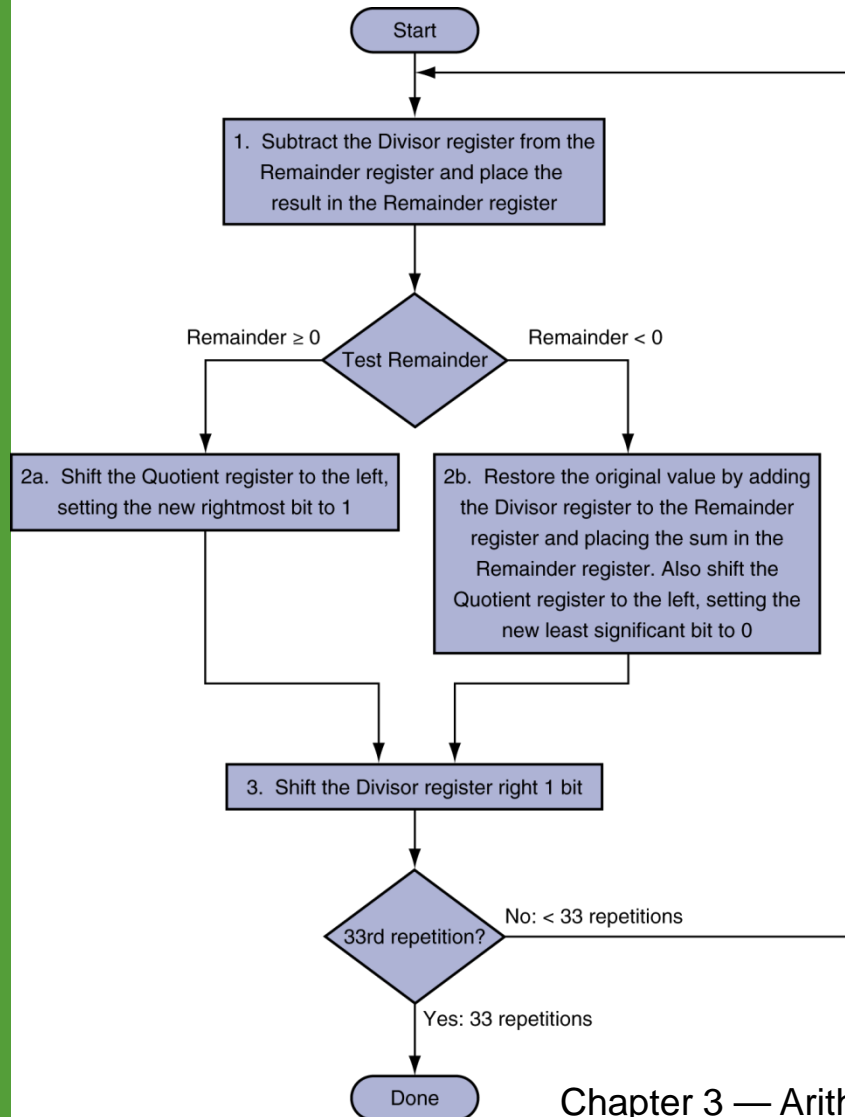 Start
1. Subtract the Divisor register from the
Remainder register and place the
result in the Remainder register
Remainder ≥ 0
Remainder < 0
Test Remainder
2a. Shift the Quotient register to the left,
setting the new rightmost bit to 1
2b. Restore the original value by adding
the Divisor register to the Remainder
register and placing the sum in the
Remainder register. Also shift the
Quotient register to the left, setting the
new least significant bit to 0
3. Shift the Divisor register right 1 bit
33rd repetition?
No: < 33 repetitions
Yes: 33 repetitions
Done
Chapter 3 — Arith